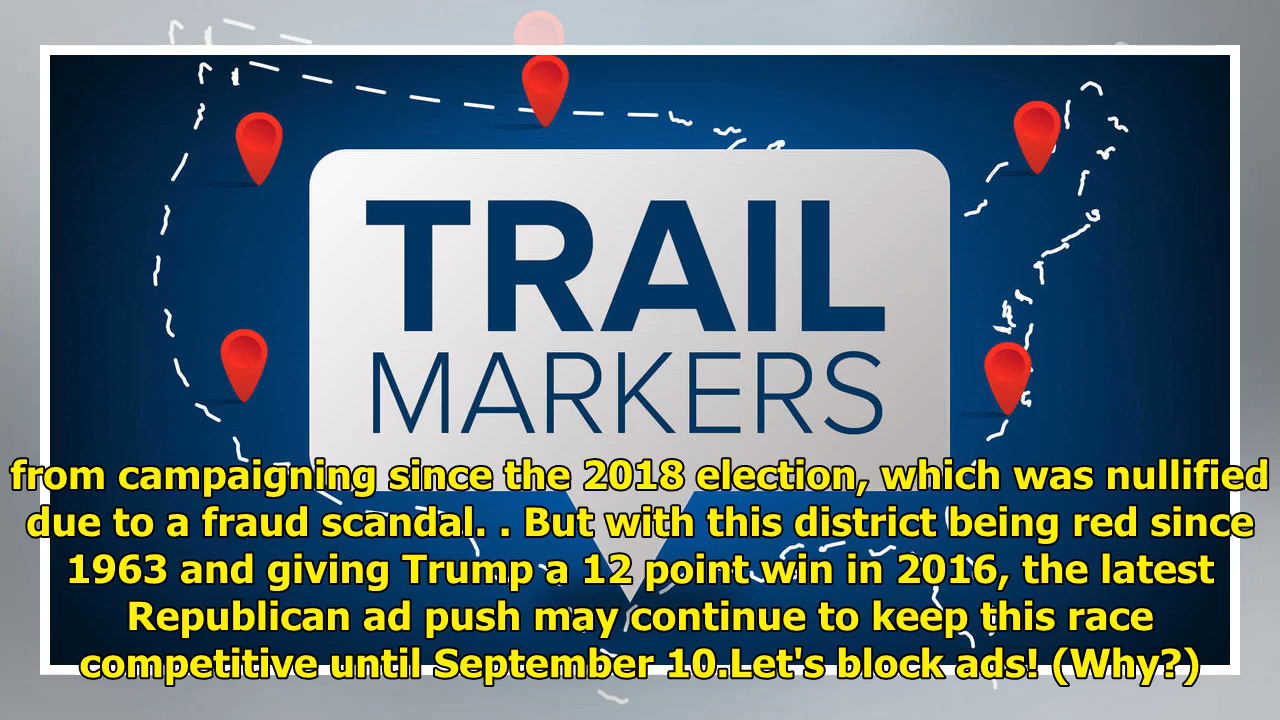 TRAIL
MARKERS
from campaigning since the 2018 election, which was nullified
due to a fraud scandal. . But with this district being red since
1963 and giving Trump a 12 point win in 2016, the latest
Republican ad push may continue to keep this race
competitive until September 10.Let's block ads! (Why?)